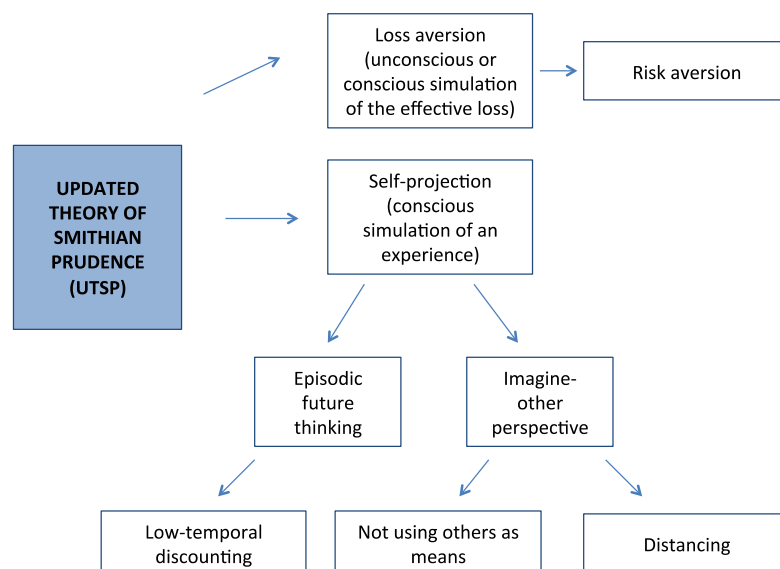 Loss aversion
(unconscious or
conscious simulation
of the effective loss)
Risk aversion
UPDATED
THEORY OF
SMITHIAN
PRUDENCE
(UTSP)
Self-projection
(conscious
simulation of an
experience)
Episodic
future
thinking
Imagine-
other
perspective
Low-temporal
discounting
Not using others as
means
Distancing